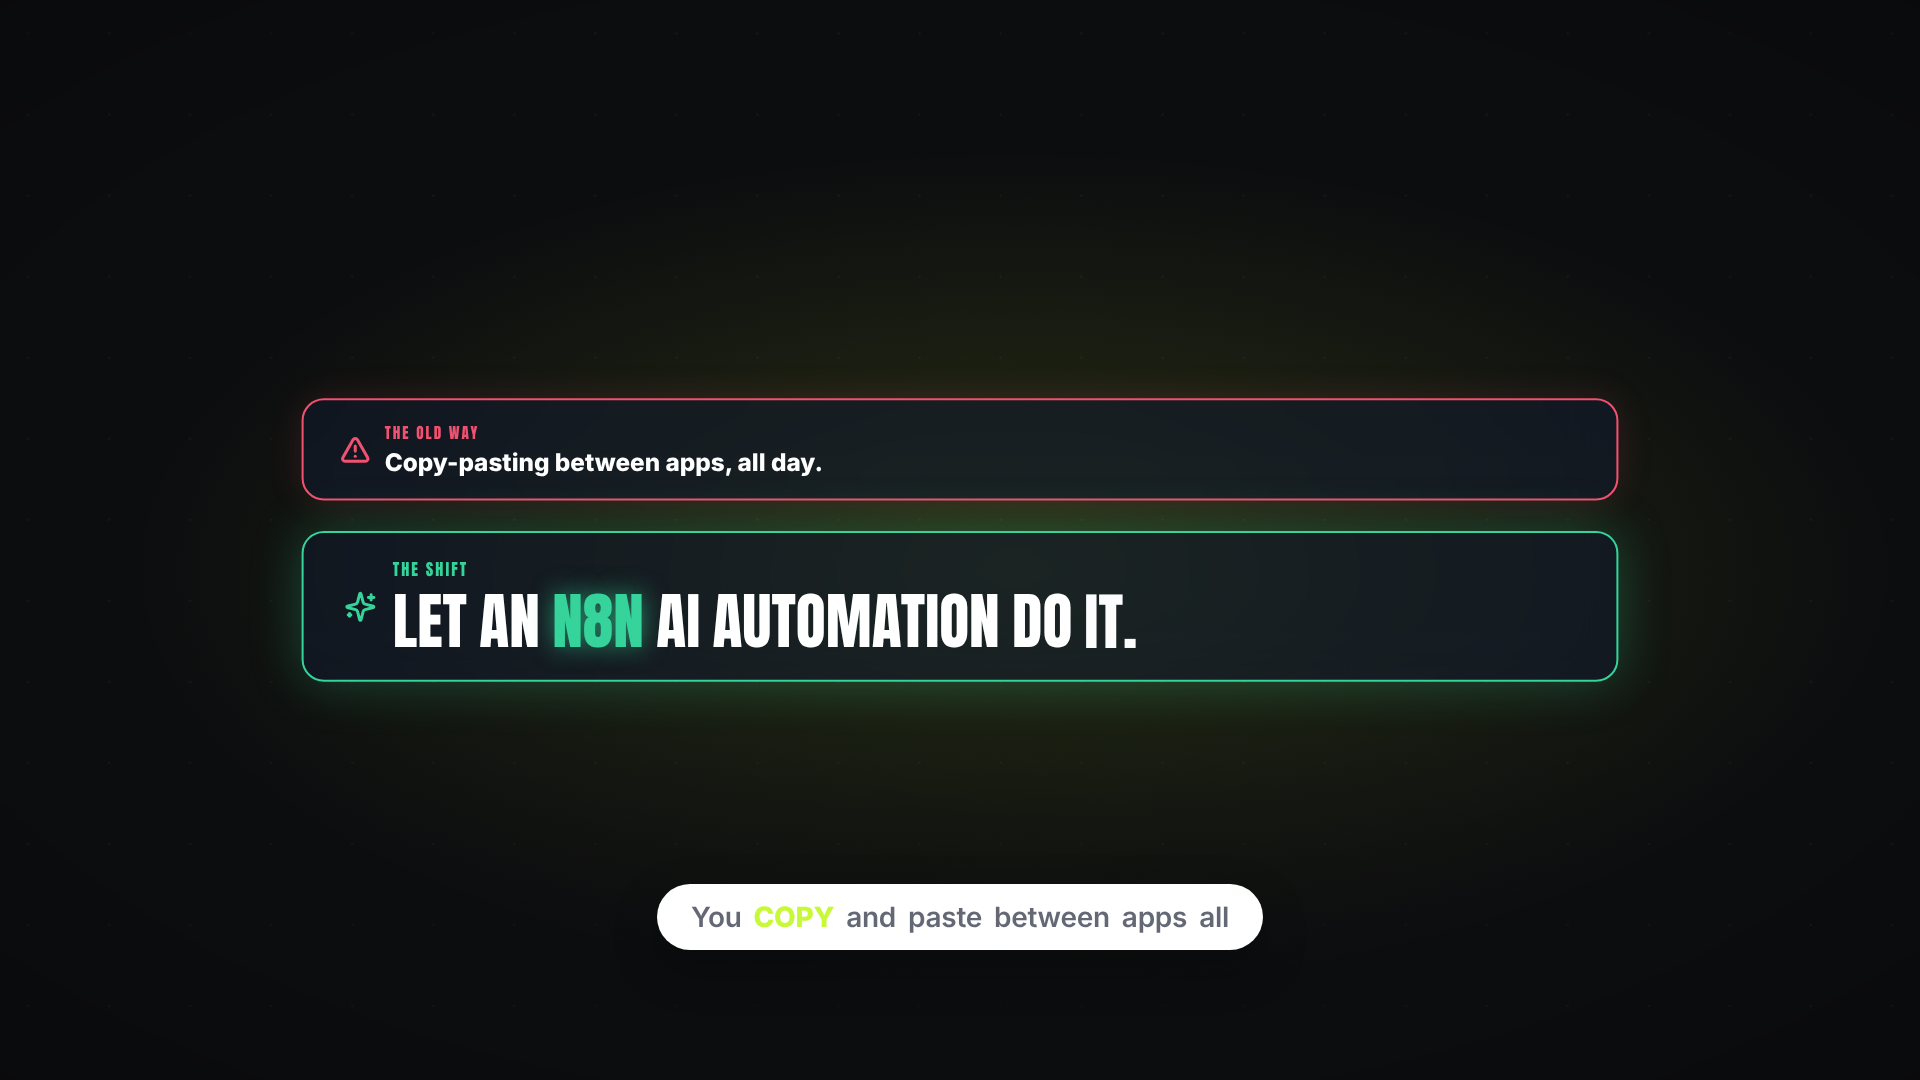 THE OLD WAY
Copy-pasting between apps, all day.
THE SHIFT
LET AN N8N AI AUTOMATION DO IT.
You COPY and paste between apps all